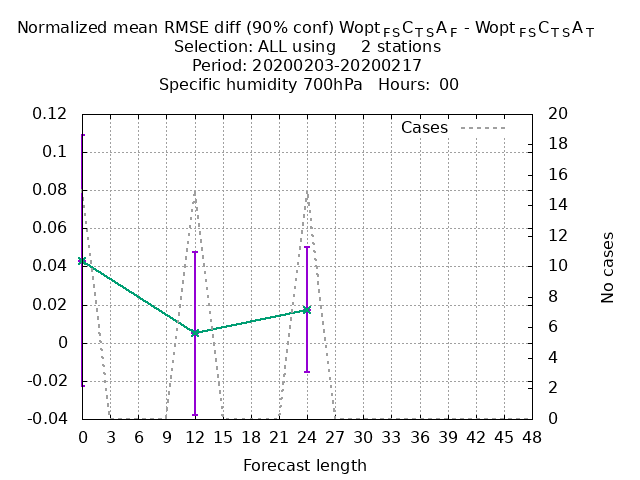 Normalized mean RMSE diff (90% conf) Wopt FS C TS A F - Wopt FS C TS A T
Selection: ALL using 2 stations
Period: 20200203-20200217
Specific humidity 700hPa Hours: 00
Cases
0.12
0.1
0.08
0.06
0.04
0.02
0
-0.02
-0.04
20
18
16
14
12
10
8
6
4
2
0
No cases
0 3 6 9 12 15 18 21 24 27 30 33 36 39 42 45 48
Forecast length